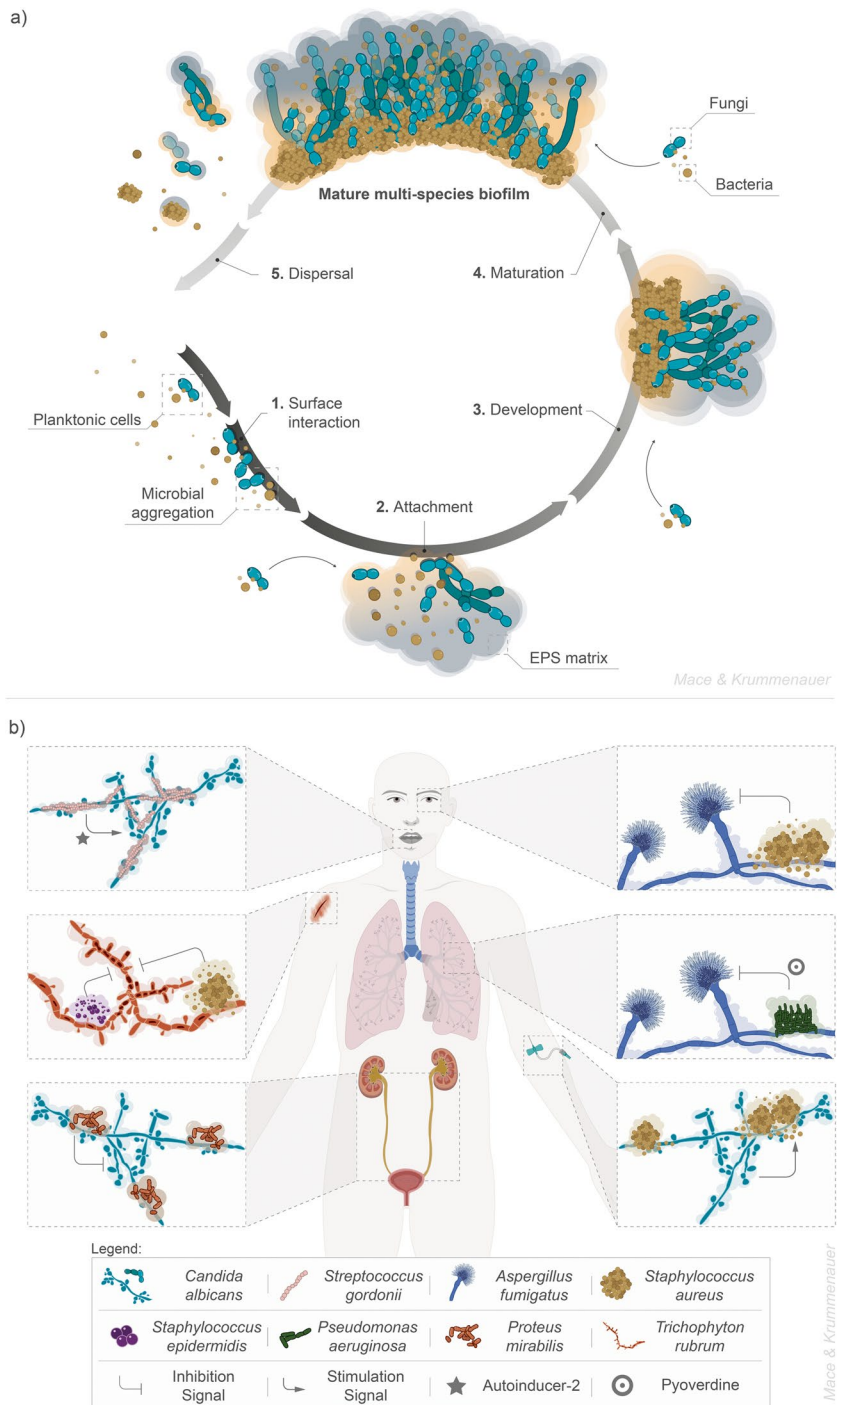 a)
Fungi
Bacteria
Mature multi-species biofilm
5. Dispersal
4. Maturation
Planktonic cells
1. Surface
interaction
3. Development
Microbial
aggregation
2. Attachment
EPS matrix
Mace & Krummenauer
b)
Legend:
Candida
albicans
Streptococcus
gordonii
Aspergillus
fumigatus
Staphylococcus
aureus
Staphylococcus
epidermidis
Pseudomonas
aeruginosa
Proteus
mirabilis
Trichophyton
rubrum
Inhibition
Signal
Stimulation
Signal
Autoinducer-2
Pyoverdine
Mace & Krummenauer